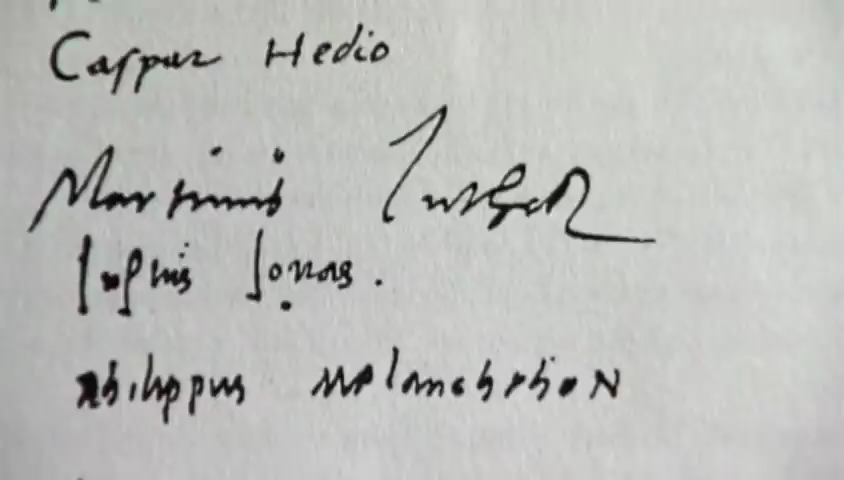 Caspar Hedio
Martinus Luther
Justus Jonas.
Philippus Melanchthon